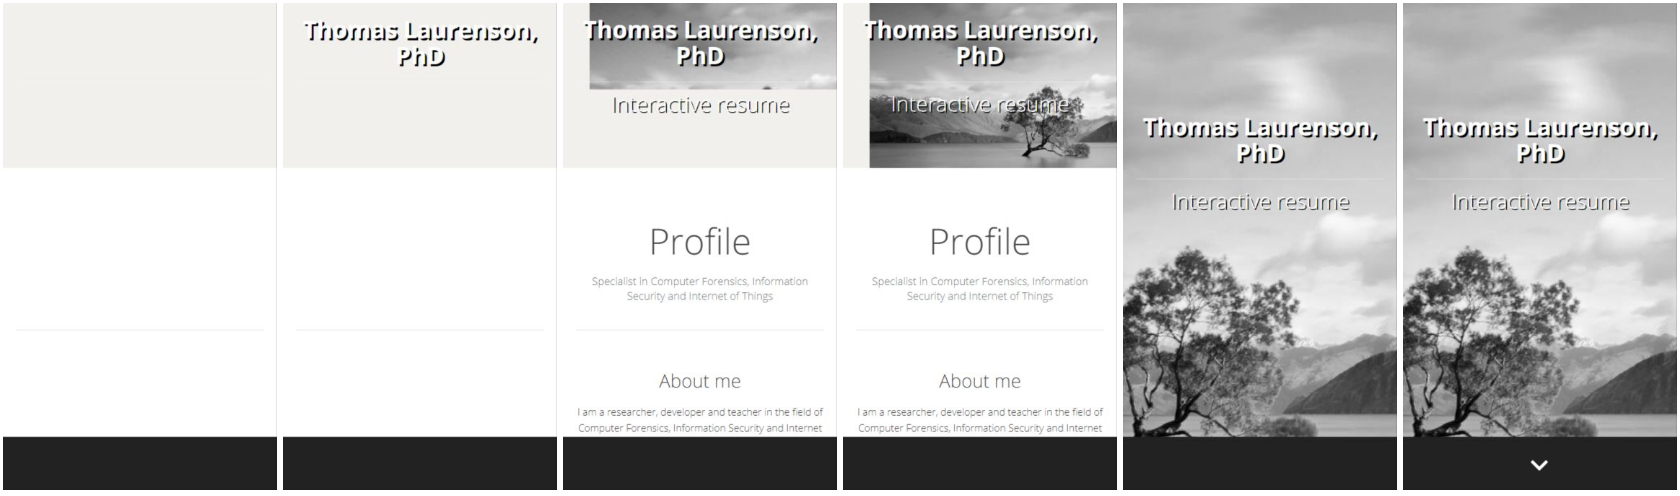 Thomas Laurenson,
PhD
Thomas Laurenson,
PhD
Interactive resume
Profile
Specialist in Computer Forensics, Information
Security and Internet of Things
About me
I am a researcher, developer and teacher in the field of
Computer Forensics, Information Security and Internet
Thomas Laurenson,
PhD
Interactive resume
Profile
Specialist in Computer Forensics, Information
Security and Internet of Things
About me
I am a researcher, developer and teacher in the field of
Computer Forensics, Information Security and Internet
Thomas Laurenson,
PhD
Interactive resume
Thomas Laurenson,
PhD
Interactive resume